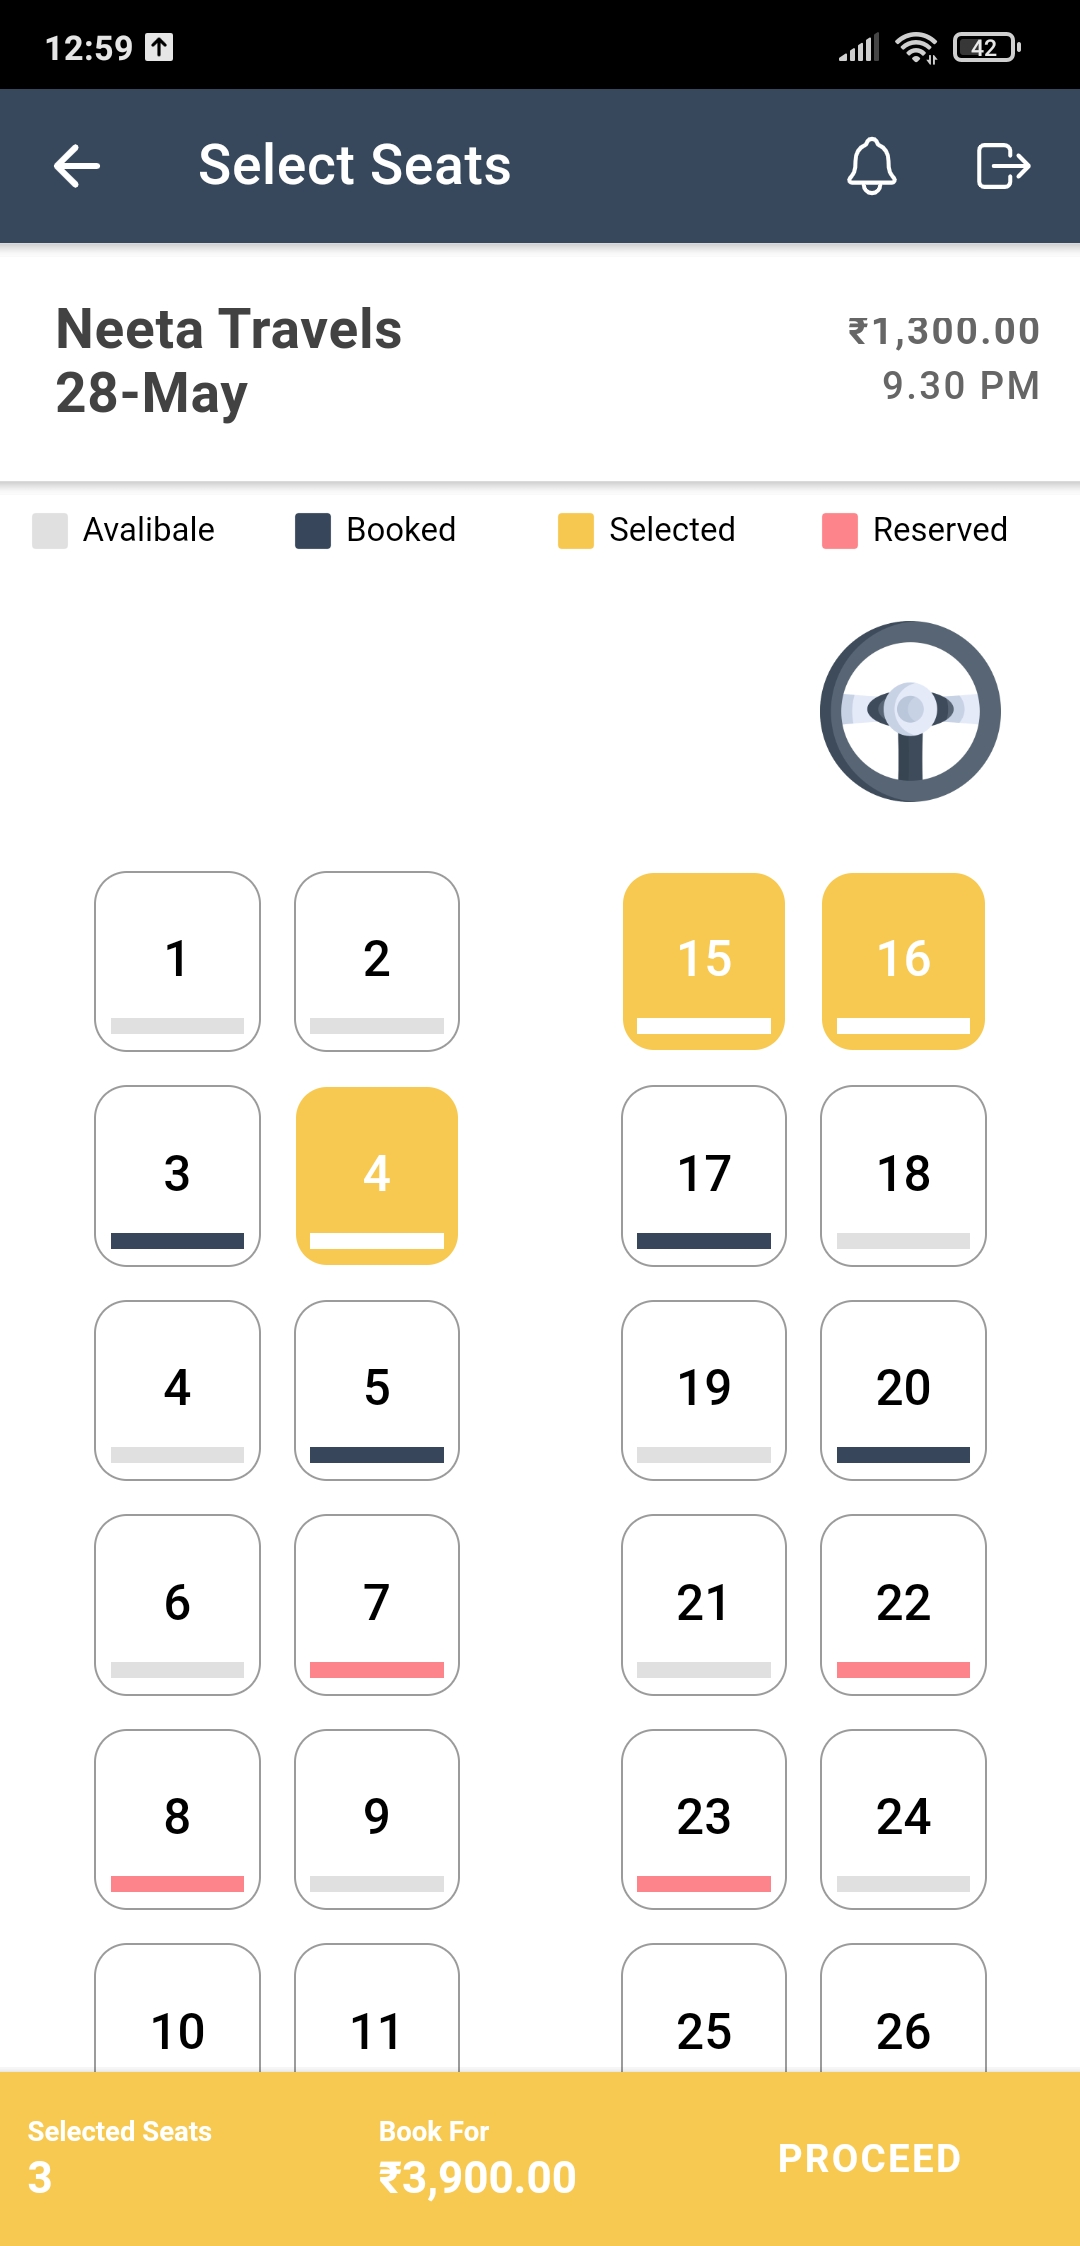 12:59
42
Select Seats
Neeta Travels
₹1,300.00
28-May
9.30 PM
Avalibale Booked Selected Reserved
1 2 15 16
3 4 17 18
4 5 19 20
6 7 21 22
8 9 23 24
10 11 25 26
Selected Seats Book For
PROCEED
3 ₹3,900.00